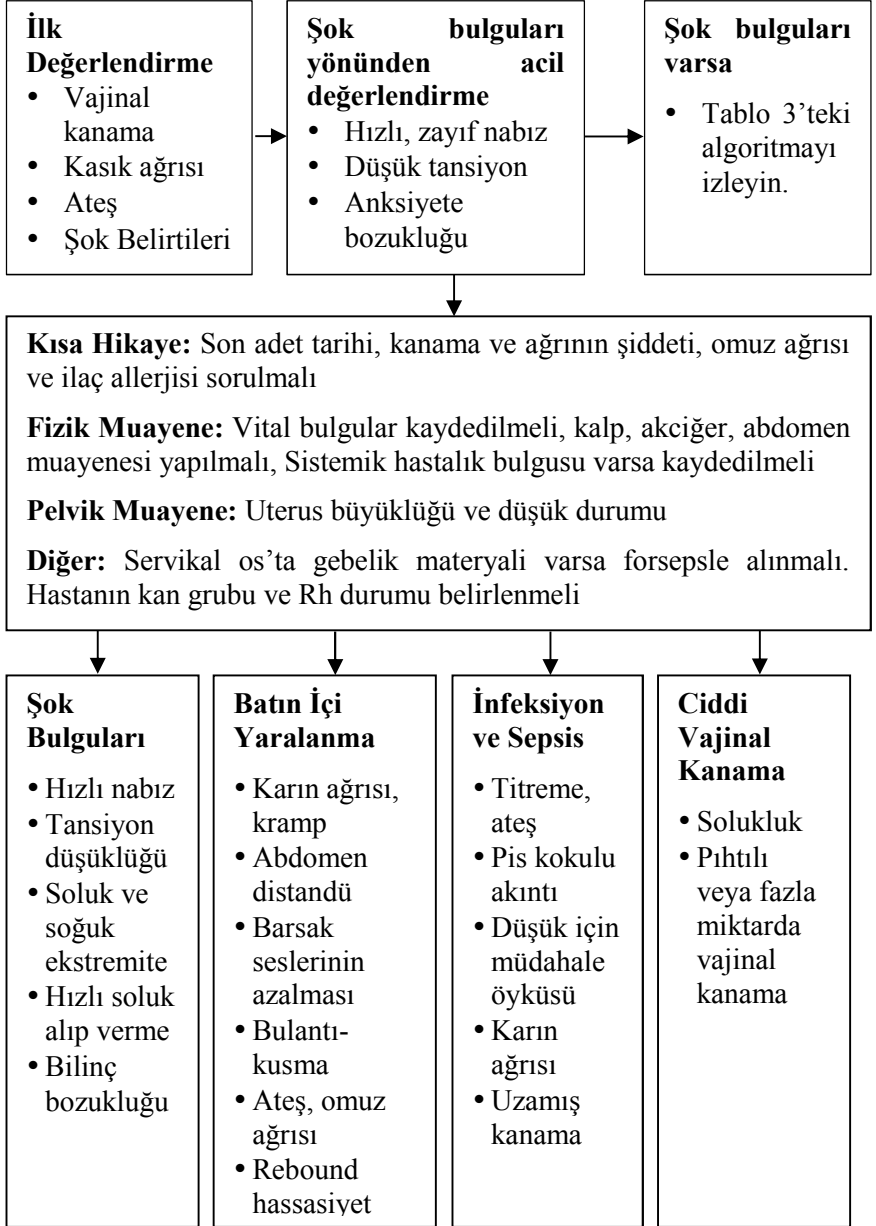 İlk
Değerlendirme
• Vajinal
kanama
• Kasık ağrısı
• Ateş
• Şok Belirtileri
Şok bulguları
yönünden acil
değerlendirme
• Hızlı, zayıf nabız
• Düşük tansiyon
• Anksiyete
bozukluğu
Şok bulguları
varsa
• Tablo 3’teki
algoritmayı
izleyin.
Kısa Hikaye: Son adet tarihi, kanama ve ağrının şiddeti, omuz ağrısı
ve ilaç allerjisi sorulmalı
Fizik Muayene: Vital bulgular kaydedilmeli, kalp, akciğer, abdomen
muayenesi yapılmalı, Sistemik hastalık bulgusu varsa kaydedilmeli
Pelvik Muayene: Uterus büyüklüğü ve düşük durumu
Diğer: Servikal os’ta gebelik materyali varsa forsepsle alınmalı.
Hastanın kan grubu ve Rh durumu belirlenmeli
Şok
Bulguları
• Hızlı nabız
• Tansiyon
düşüklüğü
• Soluk ve
soğuk
ekstremite
• Hızlı soluk
alıp verme
• Bilinç
bozukluğu
Batın İçi
Yaralanma
• Karın ağrısı,
kramp
• Abdomen
distandü
• Barsak
seslerinin
azalması
• Bulantı-
kusma
• Ateş, omuz
ağrısı
• Rebound
hassasiyet
İnfeksiyon
ve Sepsis
• Titreme,
ateş
• Pis kokulu
akıntı
• Düşük için
müdahale
öyküsü
• Karın
ağrısı
• Uzamış
kanama
Ciddi
Vajinal
Kanama
• Solukluk
• Pıhtılı
veya fazla
miktarda
vajinal
kanama